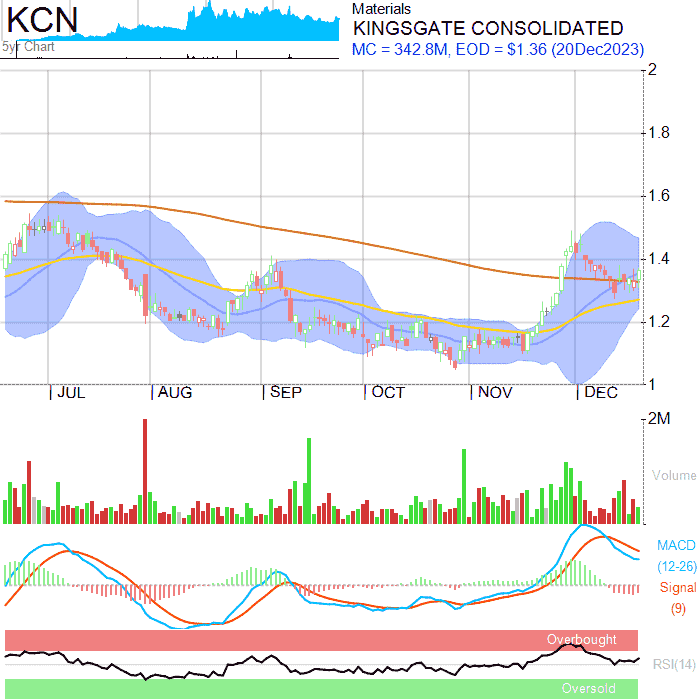 KCN
5yr Chart
Materials
KINGSGATE CONSOLIDATED
MC = 342.8M, EOD = $1.36 (20Dec2023)
2
1.8
1.6
1.4
1.2
1
JUL AUG SEP OCT NOV DEC
2M
Volume
MACD
(12-26)
Signal
(9)
Overbought
RSI(14)
Oversold